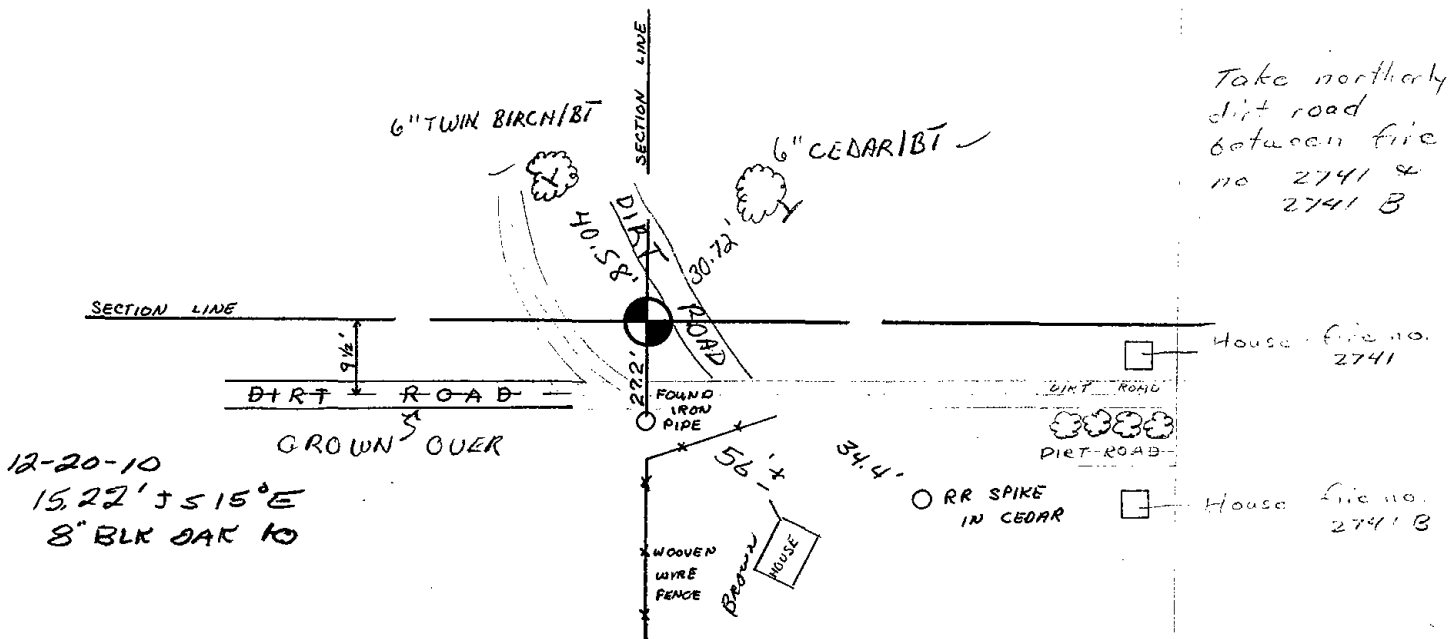 SECTION LINE
Take northerly
dirt road
between fire
no 2741 &
2741 B
6" TWIN BIRCH/BT
6" CEDAR/BT
40.58'
DIRT ROAD
30.72'
SECTION LINE
9 1/2'
27.2'
House fire no.
2741
DIRT ROAD
FOUND
IRON
PIPE
DIRT ROAD
GROWN OVER
DIRT ROAD
12-20-10
15.22' S 15° E
8" BLK OAK
56'±
34.4'
RR SPIKE
IN CEDAR
House fire no.
2741 B
WOOVEN
WIRE
FENCE
Brown
HOUSE